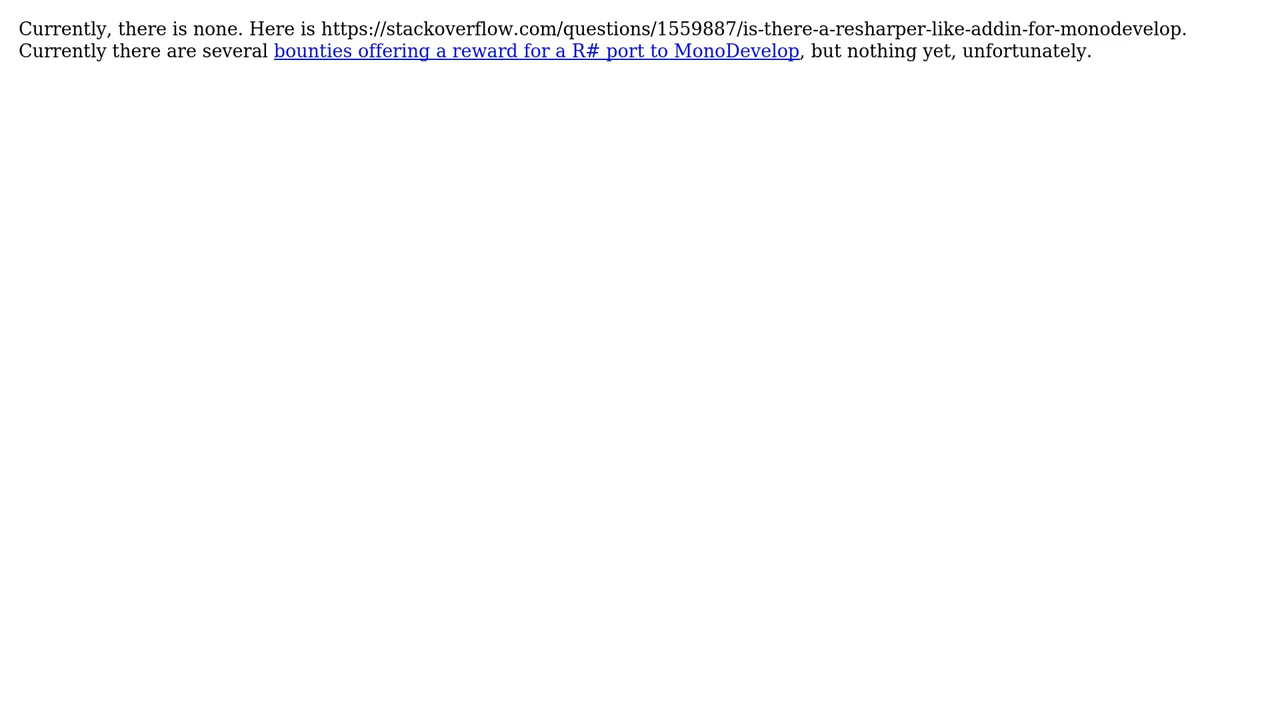 Currently, there is none. Here is https://stackoverflow.com/questions/1559887/is-there-a-resharper-like-addin-for-monodevelop.
Currently there are several bounties offering a reward for a R# port to MonoDevelop, but nothing yet, unfortunately.